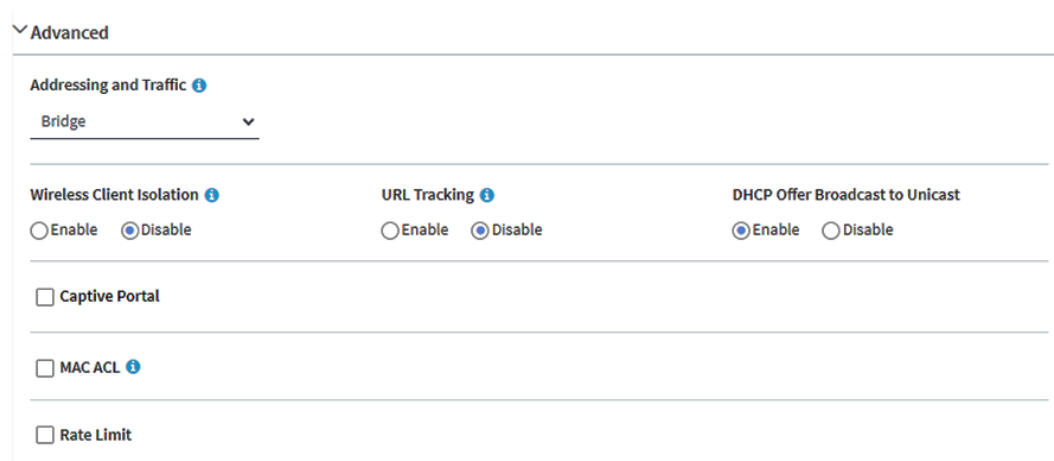 Advanced
Addressing and Traffic
Bridge
Wireless Client Isolation URL Tracking DHCP Offer Broadcast to Unicast
Enable Disable Enable Disable Enable Disable
Captive Portal
MAC ACL
Rate Limit